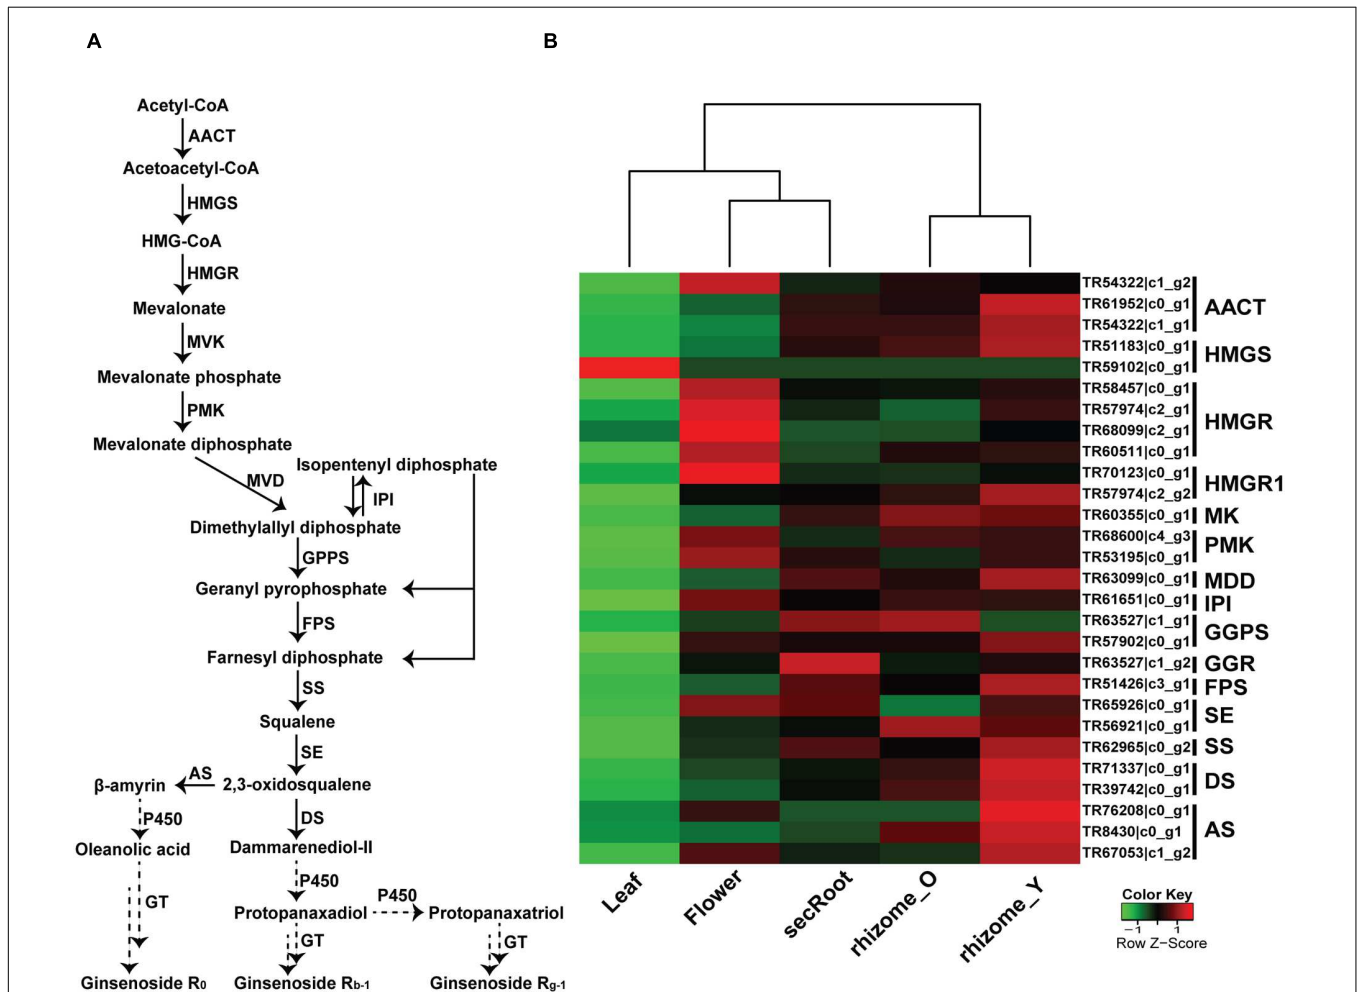 A
B
Acetyl-CoA
AACT
Acetoacetyl-CoA
HMGS
HMG-CoA
HMGR
Mevalonate
MVK
Mevalonate phosphate
PMK
Mevalonate diphosphate
MVD
Isopentenyl diphosphate
IPI
Dimethylallyl diphosphate
GPPS
Geranyl pyrophosphate
FPS
Farnesyl diphosphate
SS
Squalene
SE
β-amyrin
AS
2,3-oxidosqualene
P450
DS
Oleanolic acid
Dammarenediol-II
P450
P450
GT
Protopanaxadiol
Protopanaxatriol
GT
GT
Ginsenoside R0
Ginsenoside Rb-1
Ginsenoside Rg-1
TR54322|c1_g2
TR61952|c0_g1
TR54322|c1_g1
TR51183|c0_g1
TR59102|c0_g1
TR58457|c0_g1
TR57974|c2_g1
TR68099|c2_g1
TR60511|c0_g1
TR70123|c0_g1
TR57974|c2_g2
TR60355|c0_g1
TR68600|c4_g3
TR53195|c0_g1
TR63099|c0_g1
TR61651|c0_g1
TR63527|c1_g1
TR57902|c0_g1
TR63527|c1_g2
TR51426|c3_g1
TR65926|c0_g1
TR56921|c0_g1
TR62965|c0_g2
TR71337|c0_g1
TR39742|c0_g1
TR76208|c0_g1
TR8430|c0_g1
TR67053|c1_g2
AACT
HMGS
HMGR
HMGR1
MK
PMK
MDD
IPI
GGPS
GGR
FPS
SE
SS
DS
AS
Leaf
Flower
secRoot
rhizome_O
rhizome_Y
Color Key
−1 1
Row Z−Score